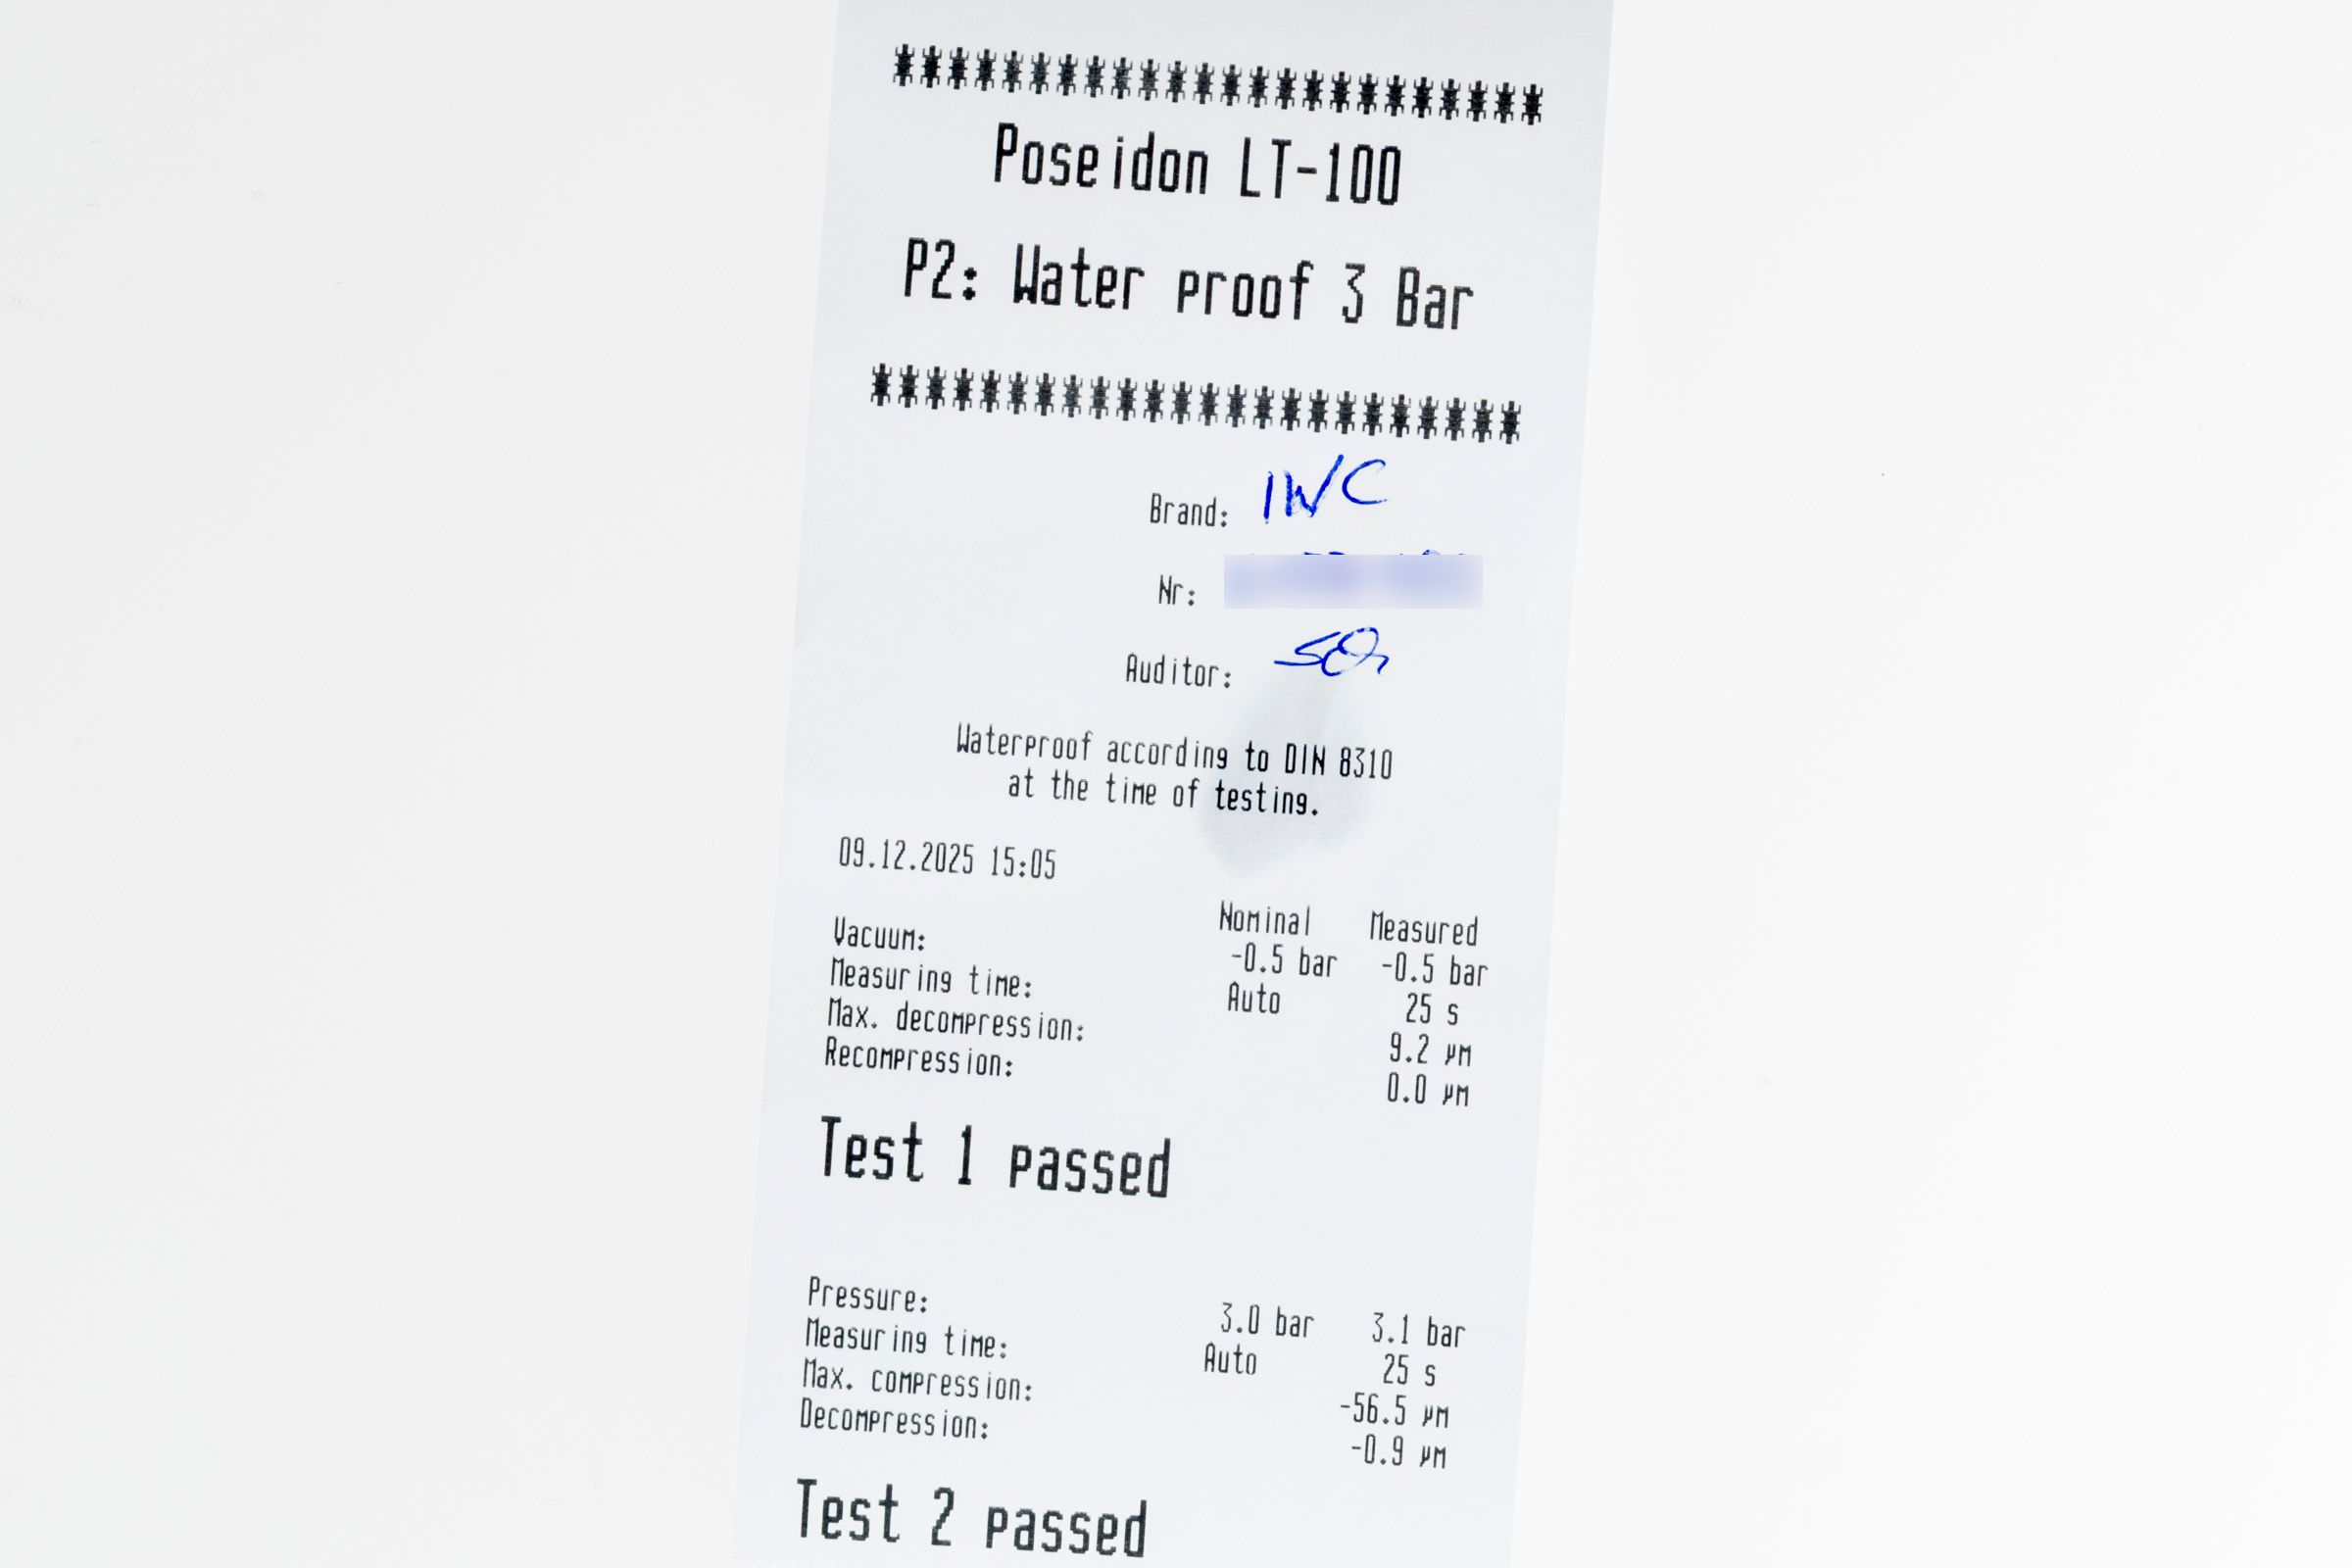 ************************
Poseidon LT-100
P2: Water proof 3 Bar
************************
Brand: IWC
Nr:
Auditor:
Waterproof according to DIN 8310
at the time of testing.
09.12.2025 15:05
Nominal Measured
Vacuum: -0.5 bar -0.5 bar
Measuring time: Auto 25 s
Max. decompression: 9.2 µm
Recompression: 0.0 µm
Test 1 passed
Pressure: 3.0 bar 3.1 bar
Measuring time: Auto 25 s
Max. compression: -56.5 µm
Decompression: -0.9 µm
Test 2 passed